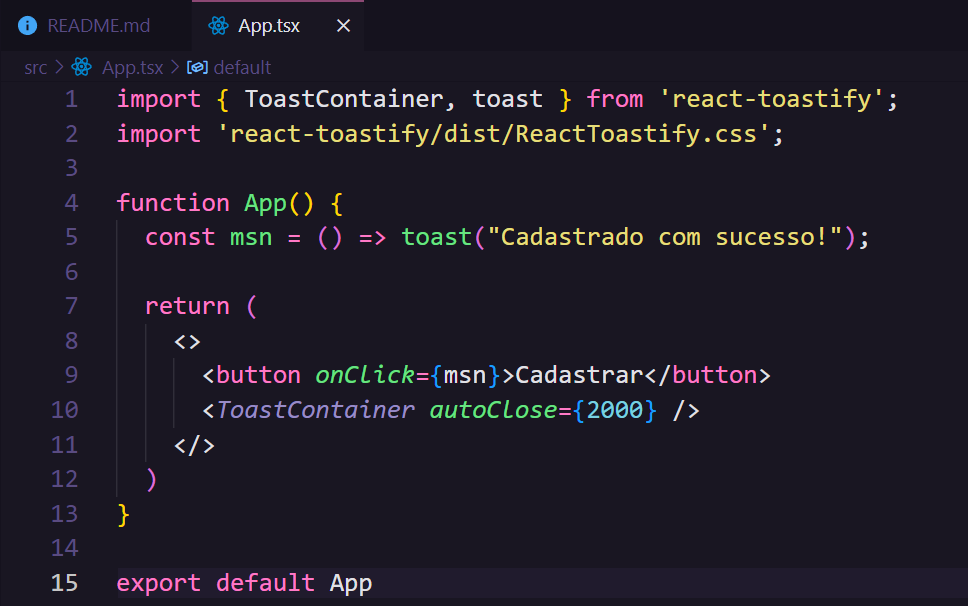 README.md App.tsx
src > App.tsx > default
1 import { ToastContainer, toast } from 'react-toastify';
2 import 'react-toastify/dist/ReactToastify.css';
3
4 function App() {
5   const msn = () => toast("Cadastrado com sucesso!");
6
7   return (
8     <>
9       <button onClick={msn}>Cadastrar</button>
10       <ToastContainer autoClose={2000} />
11     </>
12   )
13 }
14
15 export default App